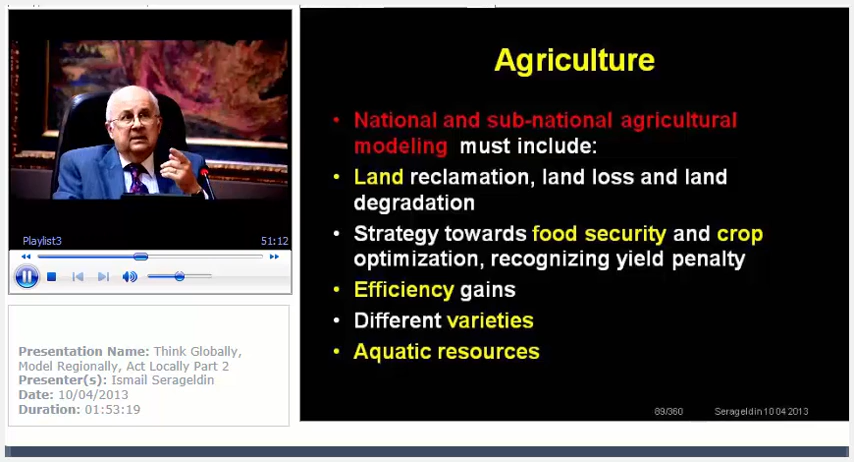 Playlist3
51:12
Presentation Name: Think Globally,
Model Regionally, Act Locally Part 2
Presenter(s): Ismail Serageldin
Date: 10/04/2013
Duration: 01:53:19
Agriculture
• National and sub-national agricultural
modeling must include:
• Land reclamation, land loss and land
degradation
• Strategy towards food security and crop
optimization, recognizing yield penalty
• Efficiency gains
• Different varieties
• Aquatic resources
89/360
Serageldin 10 04 2013